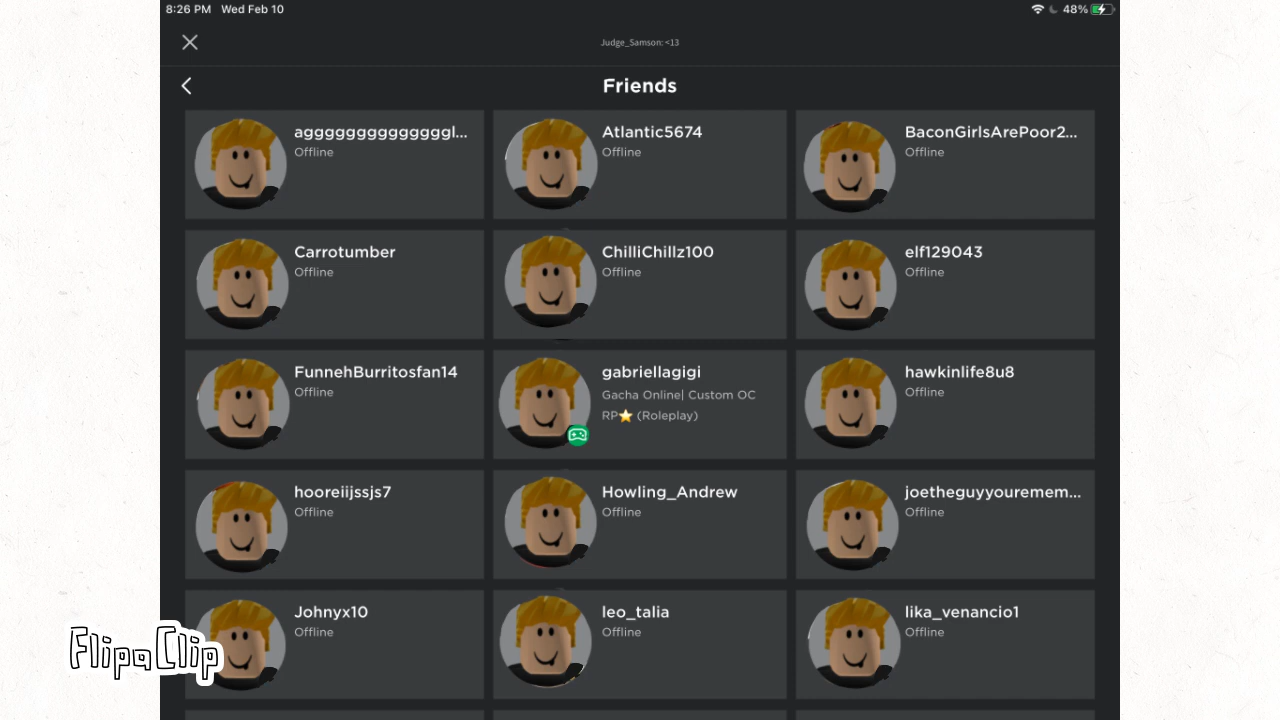 8:26 PM Wed Feb 10
48%
Judge_Samson: <13
Friends
agggggggggggggggl...
Offline
Atlantic5674
Offline
BaconGirlsArePoor2...
Offline
Carrotumber
Offline
ChilliChillz100
Offline
elf129043
Offline
FunnehBurritosfan14
Offline
gabriellagigi
Gacha Online| Custom OC
RP⭐ (Roleplay)
hawkinlife8u8
Offline
hooreiijssjs7
Offline
Howling_Andrew
Offline
joetheguyyouremem...
Offline
Johnyx10
Offline
leo_talia
Offline
lika_venancio1
Offline
FlipaClip